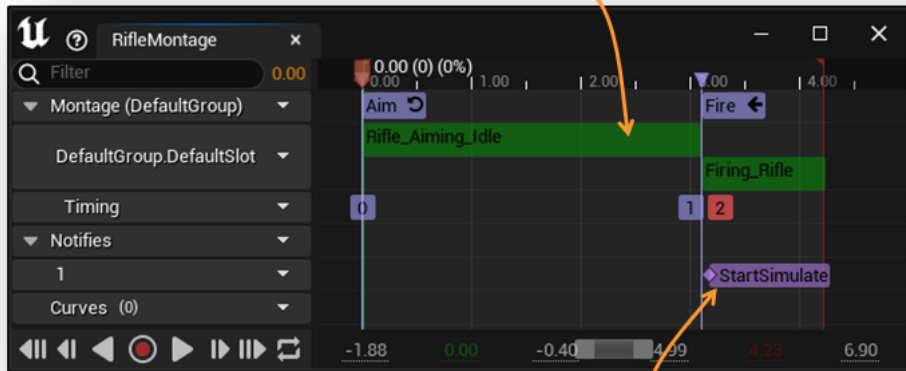 RifleMontage
Filter 0.00
0.00 (0) (0%)
0.00 1.00 2.00 3.00 4.00
Montage (DefaultGroup)
Aim Fire
DefaultGroup.DefaultSlot
Rifle_Aiming_Idle
Firing_Rifle
Timing
0 1 2
Notifies
1
StartSimulate
Curves (0)
-1.88 0.00 -0.40 4.99 4.23 6.90